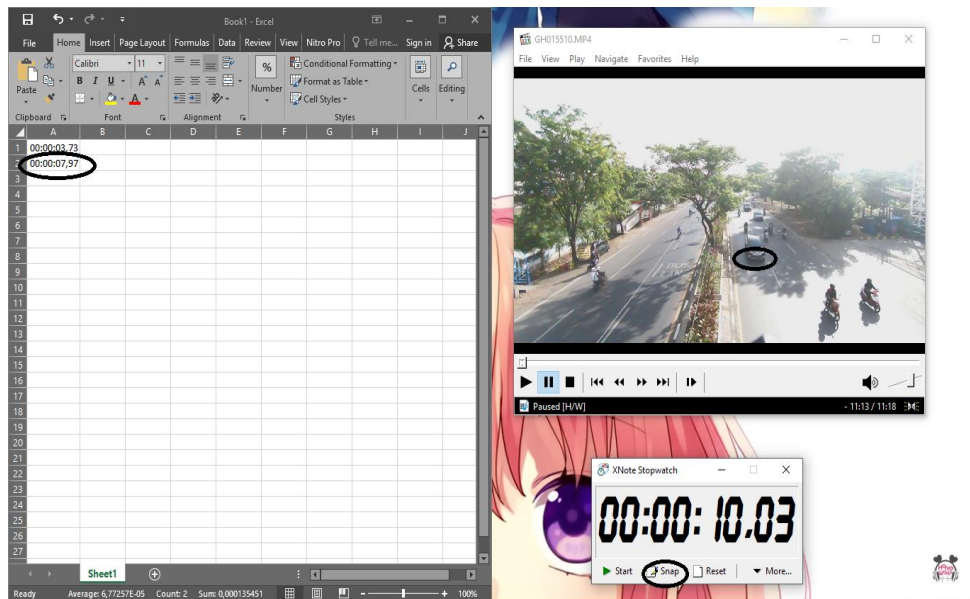 Book1 - Excel
File Home Insert Page Layout Formulas Data Review View Nitro Pro Tell me... Sign in Share
Calibri 11
Paste
B I U A A
A
%
Number
Conditional Formatting
Format as Table
Cell Styles
Cells
Editing
Clipboard Font Alignment Styles
A B C D E F G H I J
1 00:00:03,73
2 00:00:07,97
3
4
5
6
7
8
9
10
11
12
13
14
15
16
17
18
19
20
21
22
23
24
25
26
27
Sheet1
Ready Average: 6,77257E-05 Count: 2 Sum: 0,000135451 100%
GH015510.MP4
File View Play Navigate Favorites Help
Paused [H/W] - 11:13 / 11:18
XNote Stopwatch
00:00:10.03
Start Snap Reset More...